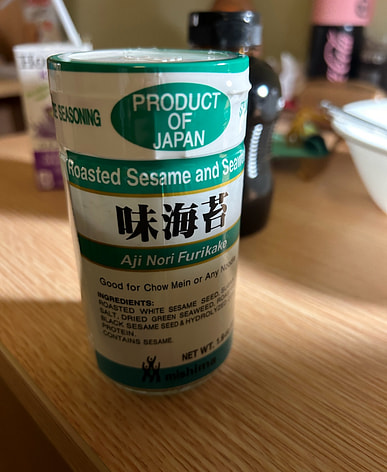 SEASONING
PRODUCT
OF
JAPAN
Roasted Sesame and
味海苔
Aji Nori Furikake
Good for Chow Mein or Any
INGREDIENTS:
ROASTED WHITE SESAME SEED,
SALT, DRIED GREEN SEAWEED,
BLACK SESAME SEED & HYDROLYZED
PROTEIN.
CONTAINS SESAME.
NET WT.
mishima